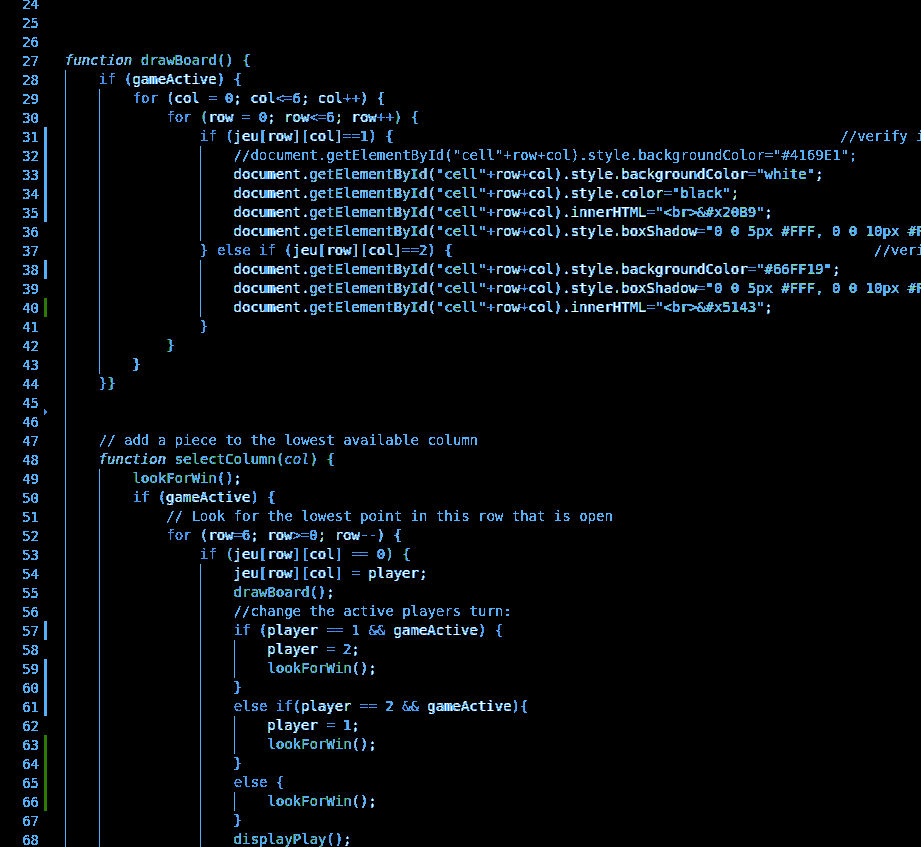 24
25
26
27 function drawBoard() {
28 if (gameActive) {
29 for (col = 0; col<=6; col++) {
30 for (row = 0; row<=6; row++) {
31 if (jeu[row][col]==1) { //verify i
32 //document.getElementById("cell"+row+col).style.backgroundColor="#4169E1";
33 document.getElementById("cell"+row+col).style.backgroundColor="white";
34 document.getElementById("cell"+row+col).style.color="black";
35 document.getElementById("cell"+row+col).innerHTML="<br>&#x20B9";
36 document.getElementById("cell"+row+col).style.boxShadow="0 0 5px #FFF, 0 0 10px #F
37 } else if (jeu[row][col]==2) { //veri
38 document.getElementById("cell"+row+col).style.backgroundColor="#66FF19";
39 document.getElementById("cell"+row+col).style.boxShadow="0 0 5px #FFF, 0 0 10px #F
40 document.getElementById("cell"+row+col).innerHTML="<br>&#x5143";
41 }
42 }
43 }
44 }}
45
46
47 // add a piece to the lowest available column
48 function selectColumn(col) {
49 lookForWin();
50 if (gameActive) {
51 // Look for the lowest point in this row that is open
52 for (row=6; row>=0; row--) {
53 if (jeu[row][col] == 0) {
54 jeu[row][col] = player;
55 drawBoard();
56 //change the active players turn:
57 if (player == 1 && gameActive) {
58 player = 2;
59 lookForWin();
60 }
61 else if(player == 2 && gameActive){
62 player = 1;
63 lookForWin();
64 }
65 else {
66 lookForWin();
67 }
68 displayPlay();